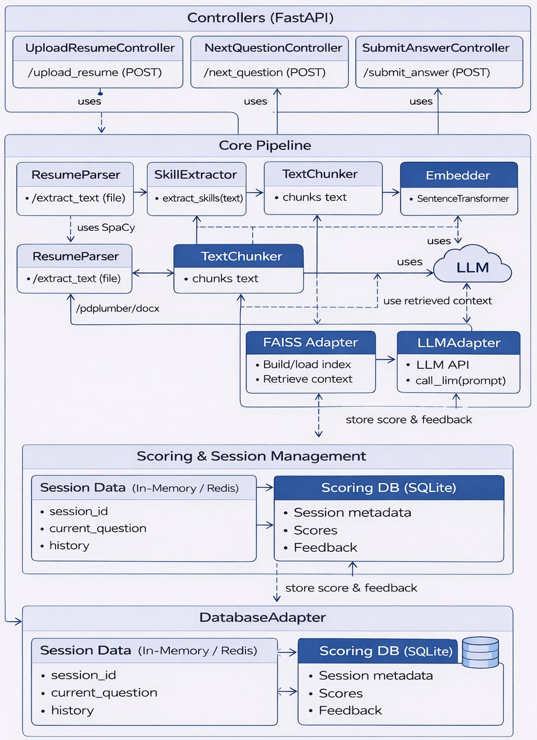 Controllers (FastAPI)
UploadResumeController
/upload_resume (POST)
NextQuestionController
/next_question (POST)
SubmitAnswerController
/submit_answer (POST)
uses
uses
uses
Core Pipeline
ResumeParser
• /extract_text (file)
SkillExtractor
• extract_skills(text)
TextChunker
• chunks text
Embedder
• SentenceTransformer
uses SpaCy
uses
ResumeParser
• /extract_text (file)
TextChunker
• chunks text
uses
LLM
/pdplumber/docx
use retrieved context
FAISS Adapter
• Build/load index
• Retrieve context
LLMAdapter
• LLM API
• call_lim(prompt)
store score & feedback
Scoring & Session Management
Session Data (In-Memory / Redis)
• session_id
• current_question
• history
Scoring DB (SQLite)
• Session metadata
• Scores
• Feedback
store score & feedback
DatabaseAdapter
Session Data (In-Memory / Redis)
• session_id
• current_question
• history
Scoring DB (SQLite)
• Session metadata
• Scores
• Feedback